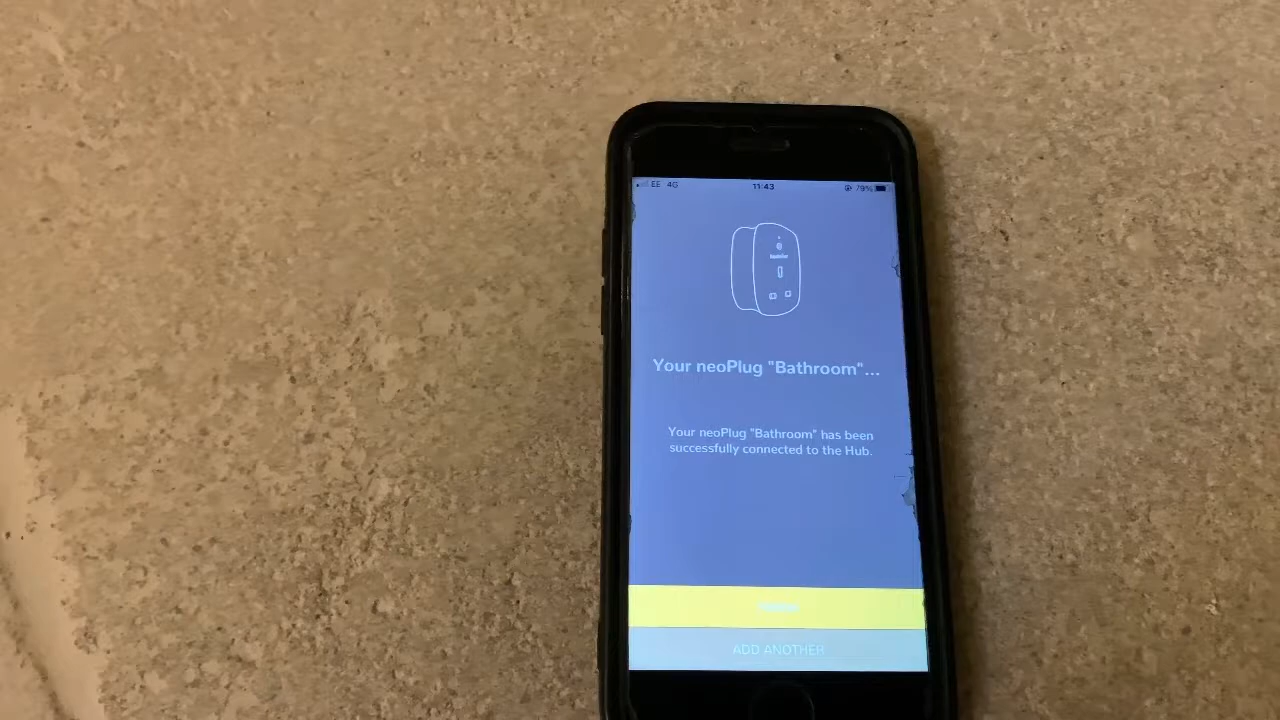 EE 4G 11:43 79%
Your neoPlug "Bathroom"...
Your neoPlug "Bathroom" has been
successfully connected to the Hub.
ADD ANOTHER